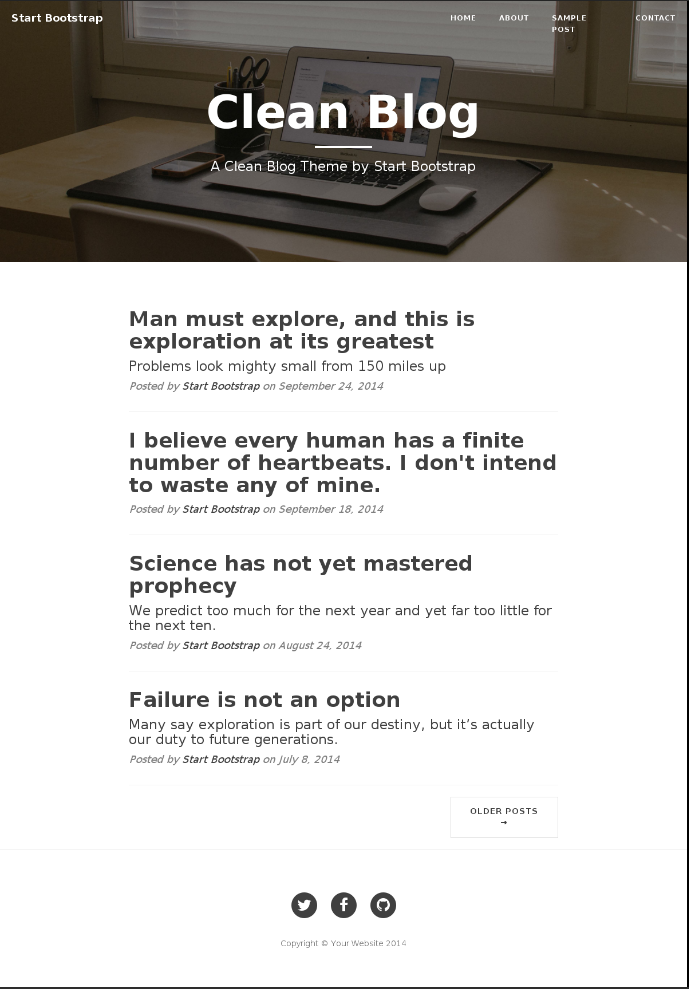 Start Bootstrap
HOME
ABOUT
SAMPLE
POST
CONTACT
Clean Blog
A Clean Blog Theme by Start Bootstrap
Man must explore, and this is
exploration at its greatest
Problems look mighty small from 150 miles up
Posted by Start Bootstrap on September 24, 2014
I believe every human has a finite
number of heartbeats. I don't intend
to waste any of mine.
Posted by Start Bootstrap on September 18, 2014
Science has not yet mastered
prophecy
We predict too much for the next year and yet far too little for
the next ten.
Posted by Start Bootstrap on August 24, 2014
Failure is not an option
Many say exploration is part of our destiny, but it’s actually
our duty to future generations.
Posted by Start Bootstrap on July 8, 2014
OLDER POSTS
→
Copyright © Your Website 2014